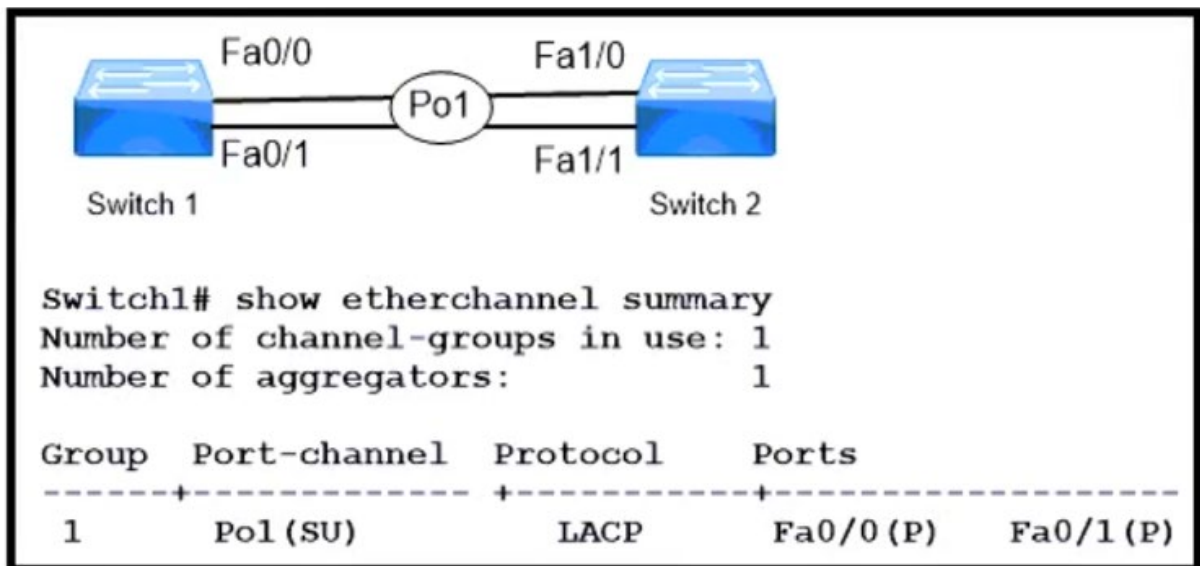 Fa0/0 Fa1/0
Po1
Fa0/1 Fa1/1
Switch 1 Switch 2
Switch1# show etherchannel summary
Number of channel-groups in use: 1
Number of aggregators: 1
Group Port-channel Protocol Ports
------+-------------- +-----------+-----------------------
1 Po1(SU) LACP Fa0/0(P) Fa0/1(P)